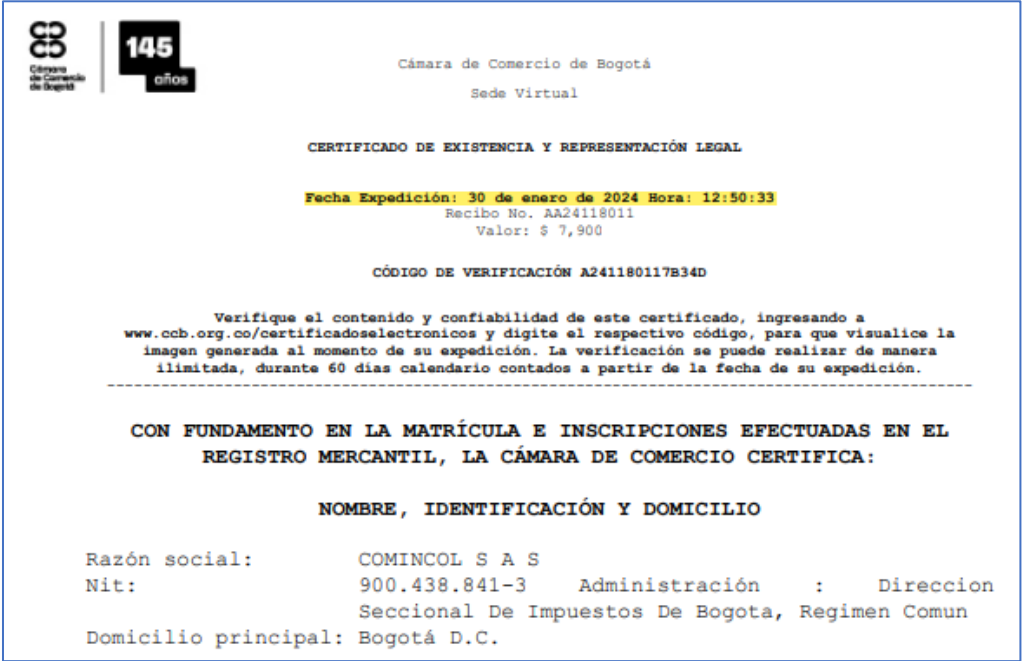 Cámara
de Comercio
de Bogotá
145
años
Cámara de Comercio de Bogotá
Sede Virtual
CERTIFICADO DE EXISTENCIA Y REPRESENTACIÓN LEGAL
Fecha Expedición: 30 de enero de 2024 Hora: 12:50:33
Recibo No. AA24118011
Valor: $ 7,900
CÓDIGO DE VERIFICACIÓN A241180117B34D
Verifique el contenido y confiabilidad de este certificado, ingresando a
www.ccb.org.co/certificadoselectronicos y digite el respectivo código, para que visualice la
imagen generada al momento de su expedición. La verificación se puede realizar de manera
ilimitada, durante 60 días calendario contados a partir de la fecha de su expedición.
CON FUNDAMENTO EN LA MATRÍCULA E INSCRIPCIONES EFECTUADAS EN EL
REGISTRO MERCANTIL, LA CÁMARA DE COMERCIO CERTIFICA:
NOMBRE, IDENTIFICACIÓN Y DOMICILIO
Razón social: COMINCOL S A S
Nit: 900.438.841-3 Administración : Direccion
Seccional De Impuestos De Bogota, Regimen Comun
Domicilio principal: Bogotá D.C.